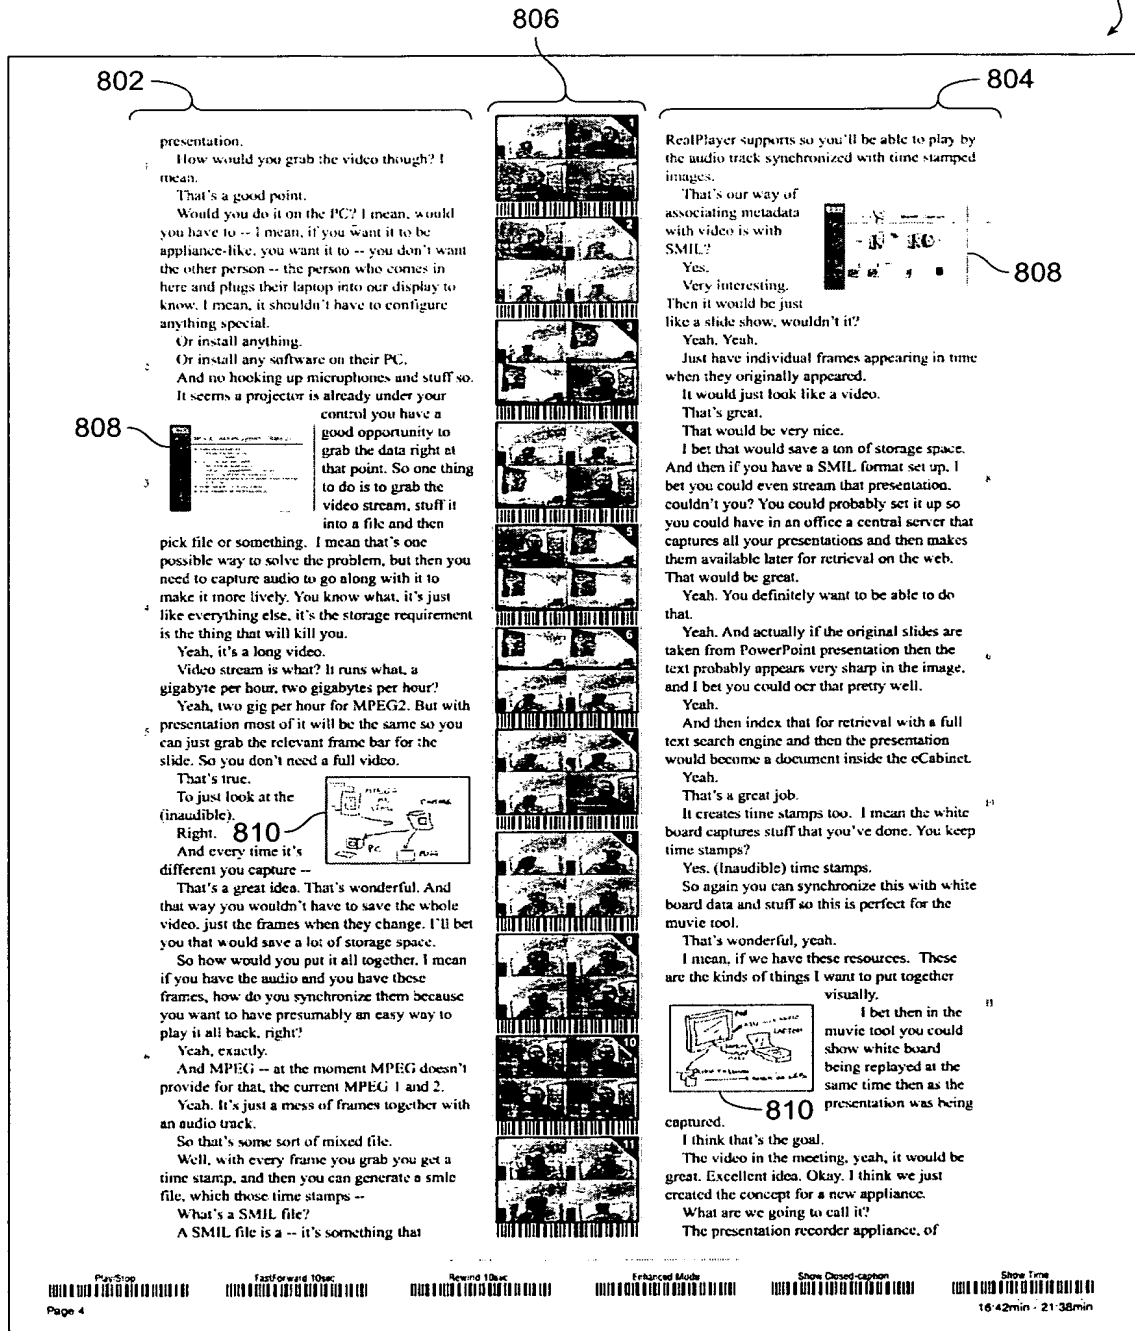 806
802
804
presentation.
How would you grab the video though? I
mean.
That's a good point.
Would you do it on the PC? I mean, would
you have to -- I mean, if you want it to be
appliance-like, you want it to -- you don't want
the other person -- the person who comes in
here and plugs their laptop into our display to
know, I mean, it shouldn't have to configure
anything special.
Or install anything.
Or install any software on their PC.
And no hooking up microphones and stuff so.
It seems a projector is already under your
control you have a
808
good opportunity to
grab the data right at
that point. So one thing
to do is to grab the
video stream, stuff it
into a file and then
pick file or something. I mean that's one
possible way to solve the problem, but then you
need to capture audio to go along with it to
make it more lively. You know what, it's just
like everything else, it's the storage requirement
is the thing that will kill you.
Yeah, it's a long video.
Video stream is what? It runs what, a
gigabyte per hour, two gigabytes per hour?
Yeah, two gig per hour for MPEG2. But with
presentation most of it will be the same so you
can just grab the relevant frame bar for the
slide. So you don't need a full video.
That's true.
To just look at the
(inaudible).
Right.
810
PC
And every time it's
different you capture --
That's a great idea. That's wonderful. And
that way you wouldn't have to save the whole
video, just the frames when they change. I'll bet
you that would save a lot of storage space.
So how would you put it all together, I mean
if you have the audio and you have these
frames, how do you synchronize them because
you want to have presumably an easy way to
play it all back, right?
Yeah, exactly.
And MPEG -- at the moment MPEG doesn't
provide for that, the current MPEG 1 and 2.
Yeah. It's just a mess of frames together with
an audio track.
So that's some sort of mixed file.
Well, with every frame you grab you get a
time stamp, and then you can generate a smle
file, which those time stamps --
What's a SMIL file?
A SMIL file is a -- it's something that
1
2
3
4
5
6
7
8
9
10
11
RealPlayer supports so you'll be able to play by
the audio track synchronized with time stamped
images.
That's our way of
associating metadata
with video is with
SMIL?
Yes.
808
Very interesting.
Then it would be just
like a slide show, wouldn't it?
Yeah. Yeah.
Just have individual frames appearing in time
when they originally appeared.
It would just look like a video.
That's great.
That would be very nice.
I bet that would save a ton of storage space.
And then if you have a SMIL format set up, I
bet you could even stream that presentation,
couldn't you? You could probably set it up so
you could have in an office a central server that
captures all your presentations and then makes
them available later for retrieval on the web.
That would be great.
Yeah. You definitely want to be able to do
that.
Yeah. And actually if the original slides are
taken from PowerPoint presentation then the
text probably appears very sharp in the image,
and I bet you could ocr that pretty well.
Yeah.
And then index that for retrieval with a full
text search engine and then the presentation
would become a document inside the eCabinet.
Yeah.
That's a great job.
It creates time stamps too. I mean the white
board captures stuff that you've done. You keep
time stamps?
Yes. (Inaudible) time stamps.
So again you can synchronize this with white
board data and stuff so this is perfect for the
muvie tool.
That's wonderful, yeah.
I mean, if we have these resources. These
are the kinds of things I want to put together
visually.
I bet then in the
muvie tool you could
show white board
being replayed at the
same time then as the
810
presentation was being
captured.
I think that's the goal.
The video in the meeting, yeah, it would be
great. Excellent idea. Okay. I think we just
created the concept for a new appliance.
What are we going to call it?
The presentation recorder appliance, of
Play/Stop
FastForward 10sec
Rewind 10sec
Enhanced Mode
Show Closed-caption
Show Time
Page 4
16:42min - 21:38min